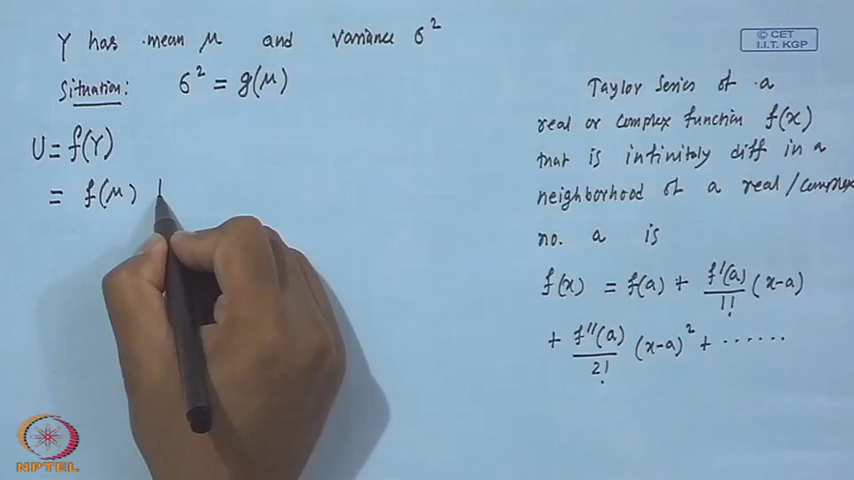 Y has mean μ and variance σ²
© CET
I.I.T. KGP
Situation: σ² = g(μ)
U = f(Y)
= f(μ)
Taylor Series of a
real or complex function f(x)
that is infinitely diff in a
neighborhood of a real/complex
no. a is
f(x) = f(a) + f'(a)/1! (x-a)
+ f''(a)/2! (x-a)² + ······
NPTEL